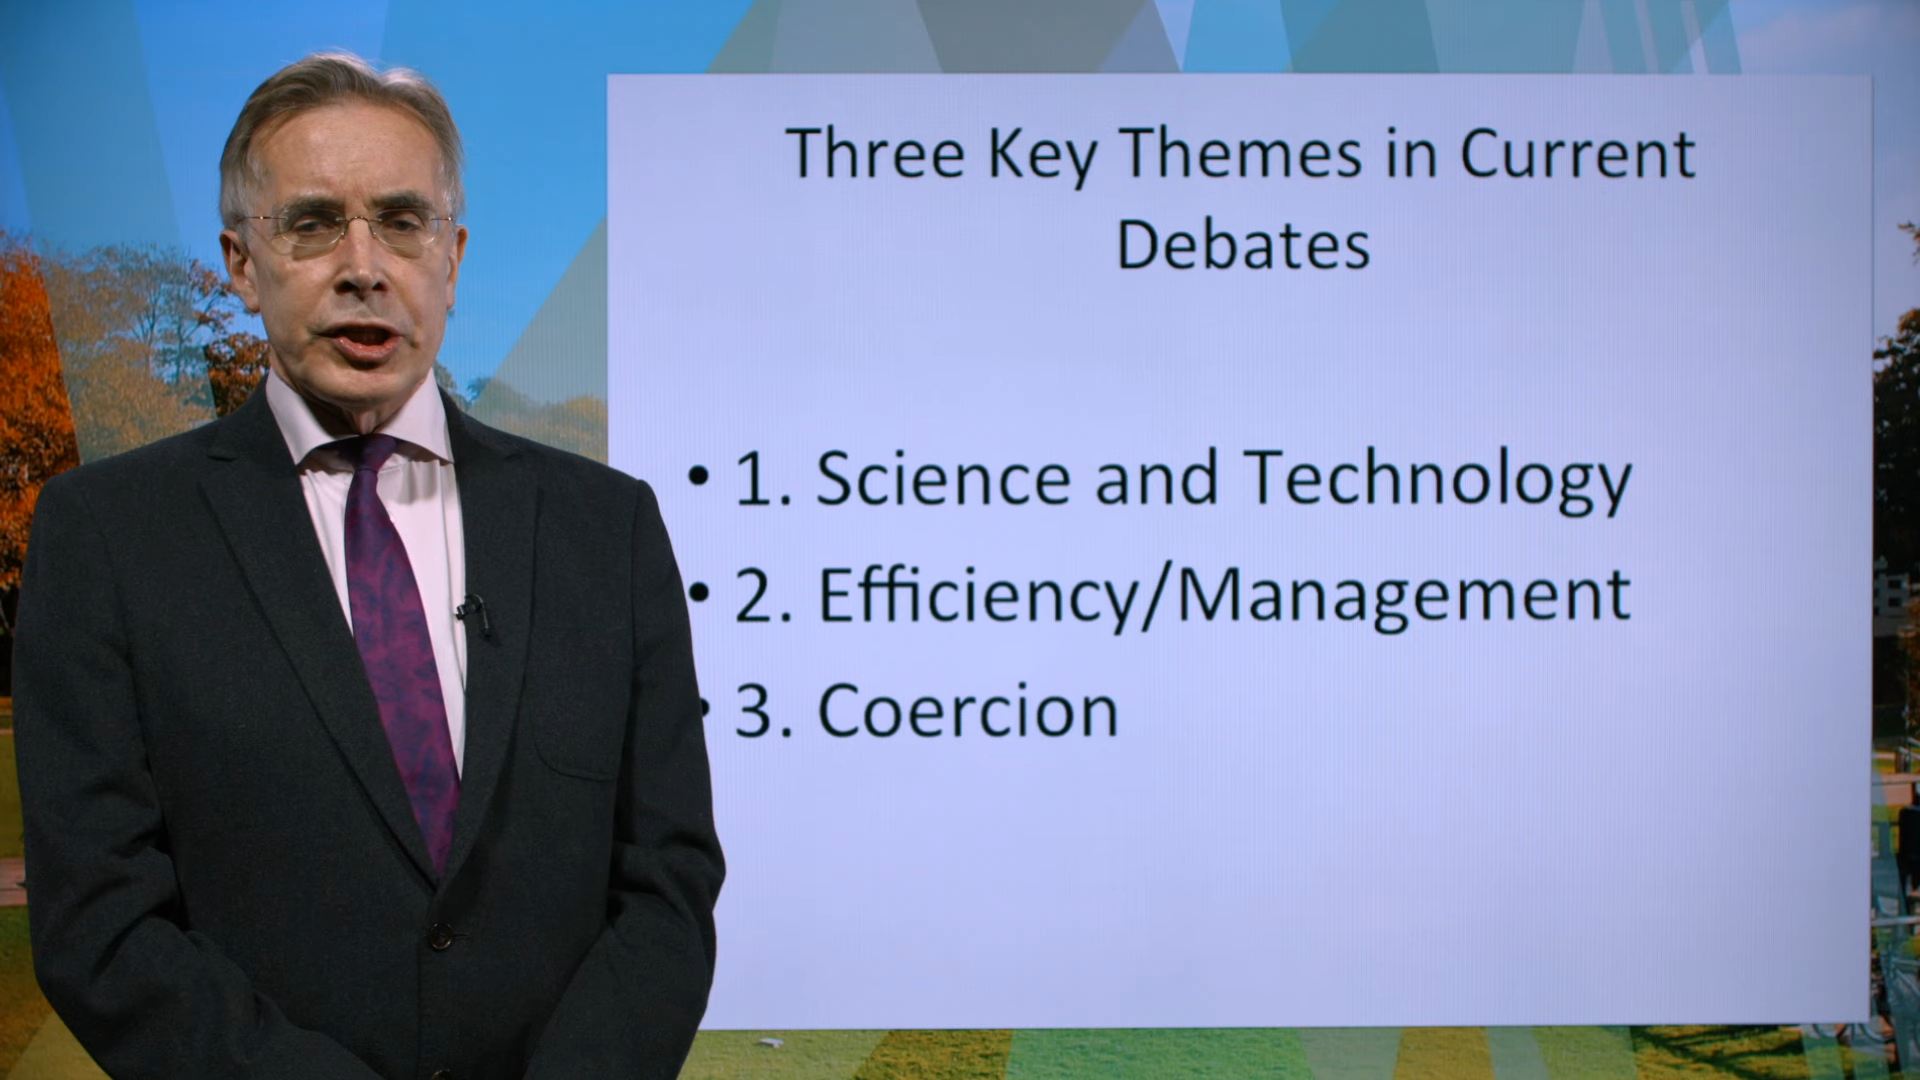 Three Key Themes in Current
Debates
• 1. Science and Technology
• 2. Efficiency/Management
• 3. Coercion